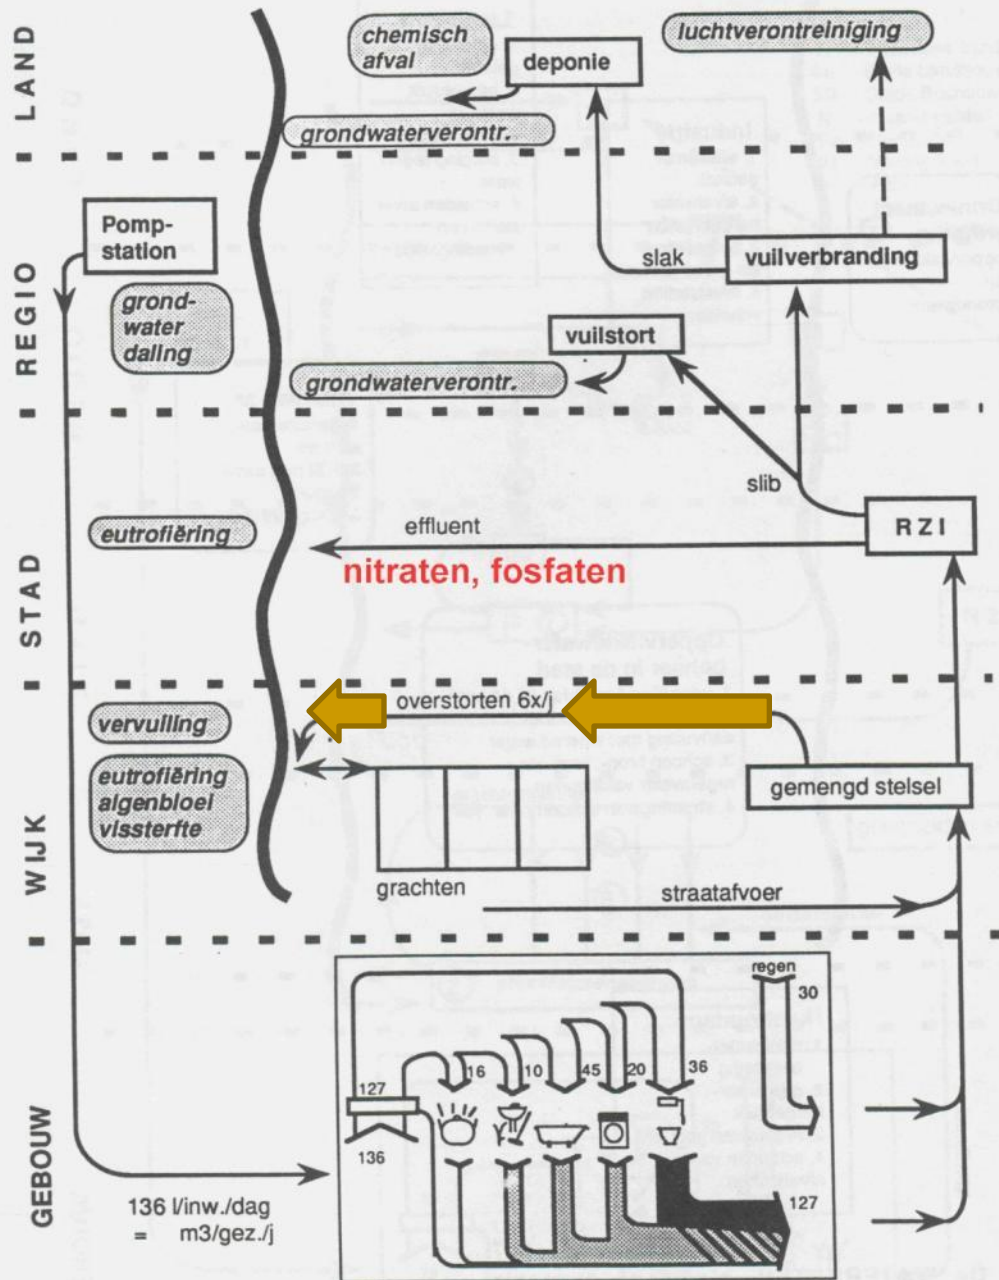 LAND
chemisch
afval
deponie
luchtverontreiniging
grondwaterverontr.
REGIO
Pomp-
station
grond-
water
daling
slak
vuilverbranding
vuilstort
grondwaterverontr.
slib
STAD
eutrofiëring
effluent
RZI
nitraten, fosfaten
WIJK
vervuiling
overstorten 6x/j
eutrofiëring
algenbloei
vissterfte
gemengd stelsel
grachten
straatafvoer
GEBOUW
regen
30
16
10
45
20
36
127
136
127
136 l/inw./dag
= m3/gez./j